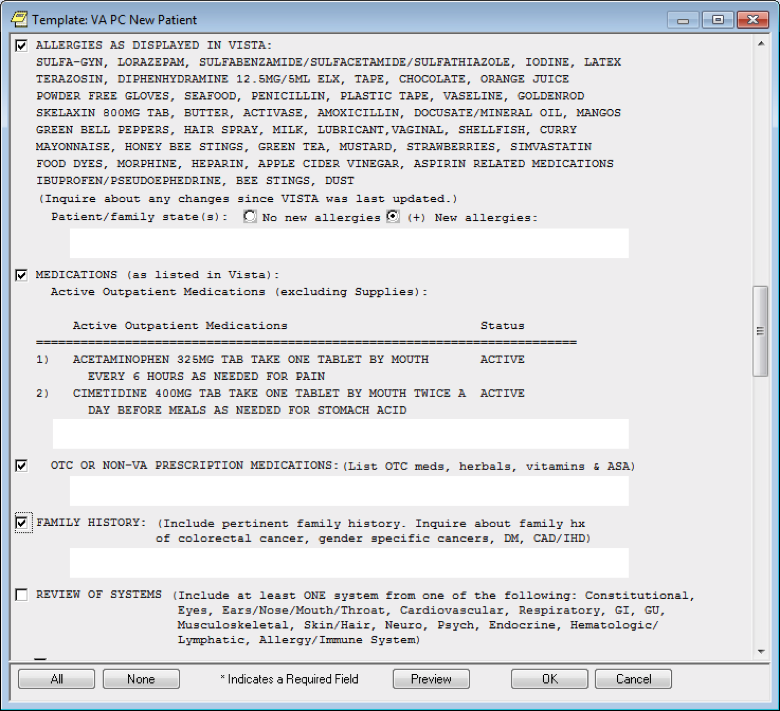 Template: VA PC New Patient
ALLERGIES AS DISPLAYED IN VISTA:
SULFA-GYN, LORAZEPAM, SULFABENZAMIDE/SULFACETAMIDE/SULFATHIAZOLE, IODINE, LATEX
TERAZOSIN, DIPHENHYDRAMINE 12.5MG/5ML ELX, TAPE, CHOCOLATE, ORANGE JUICE
POWDER FREE GLOVES, SEAFOOD, PENICILLIN, PLASTIC TAPE, VASELINE, GOLDENROD
SKELAXIN 800MG TAB, BUTTER, ACTIVASE, AMOXICILLIN, DOCUSATE/MINERAL OIL, MANGOS
GREEN BELL PEPPERS, HAIR SPRAY, MILK, LUBRICANT,VAGINAL, SHELLFISH, CURRY
MAYONNAISE, HONEY BEE STINGS, GREEN TEA, MUSTARD, STRAWBERRIES, SIMVASTATIN
FOOD DYES, MORPHINE, HEPARIN, APPLE CIDER VINEGAR, ASPIRIN RELATED MEDICATIONS
IBUPROFEN/PSEUDOEPHEDRINE, BEE STINGS, DUST
(Inquire about any changes since VISTA was last updated.)
Patient/family state(s): No new allergies (+) New allergies:
MEDICATIONS (as listed in Vista):
Active Outpatient Medications (excluding Supplies):
Active Outpatient Medications Status
==========================================================================
1) ACETAMINOPHEN 325MG TAB TAKE ONE TABLET BY MOUTH ACTIVE
EVERY 6 HOURS AS NEEDED FOR PAIN
2) CIMETIDINE 400MG TAB TAKE ONE TABLET BY MOUTH TWICE A ACTIVE
DAY BEFORE MEALS AS NEEDED FOR STOMACH ACID
OTC OR NON-VA PRESCRIPTION MEDICATIONS: (List OTC meds, herbals, vitamins & ASA)
FAMILY HISTORY: (Include pertinent family history. Inquire about family hx
of colorectal cancer, gender specific cancers, DM, CAD/IHD)
REVIEW OF SYSTEMS (Include at least ONE system from one of the following: Constitutional,
Eyes, Ears/Nose/Mouth/Throat, Cardiovascular, Respiratory, GI, GU,
Musculoskeletal, Skin/Hair, Neuro, Psych, Endocrine, Hematologic/
Lymphatic, Allergy/Immune System)
All None * Indicates a Required Field Preview OK Cancel